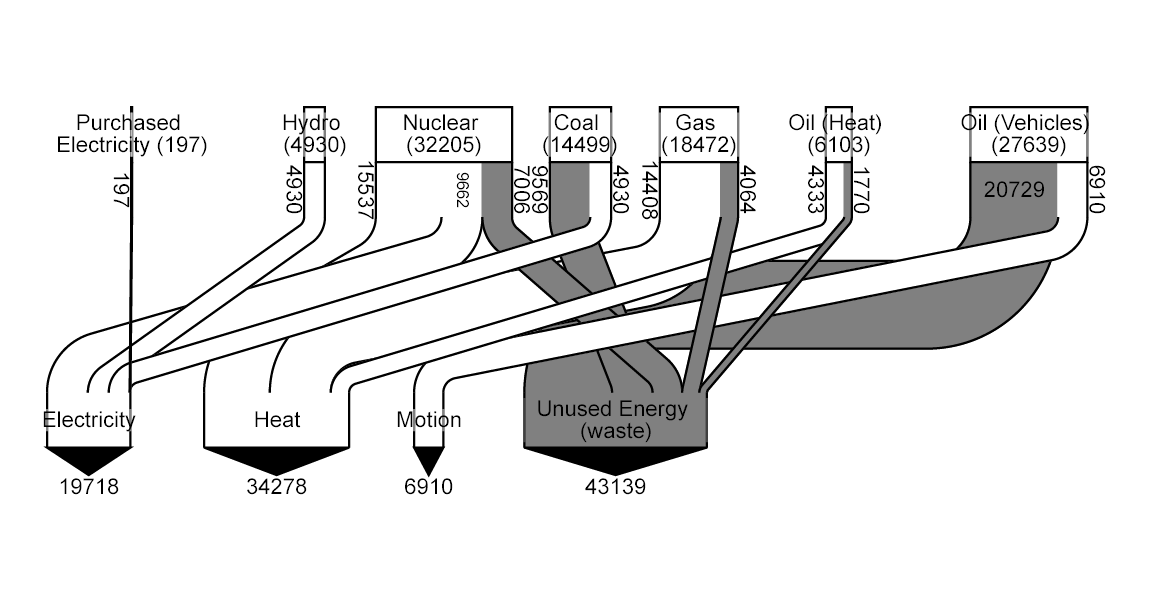 Purchased
Electricity (197)
Hydro
(4930)
Nuclear
(32205)
Coal
(14499)
Gas
(18472)
Oil (Heat)
(6103)
Oil (Vehicles)
(27639)
197
4930
15537
9662
7006
9569
4930
14408
4064
4333
1770
20729
6910
Electricity
Heat
Motion
Unused Energy
(waste)
19718
34278
6910
43139